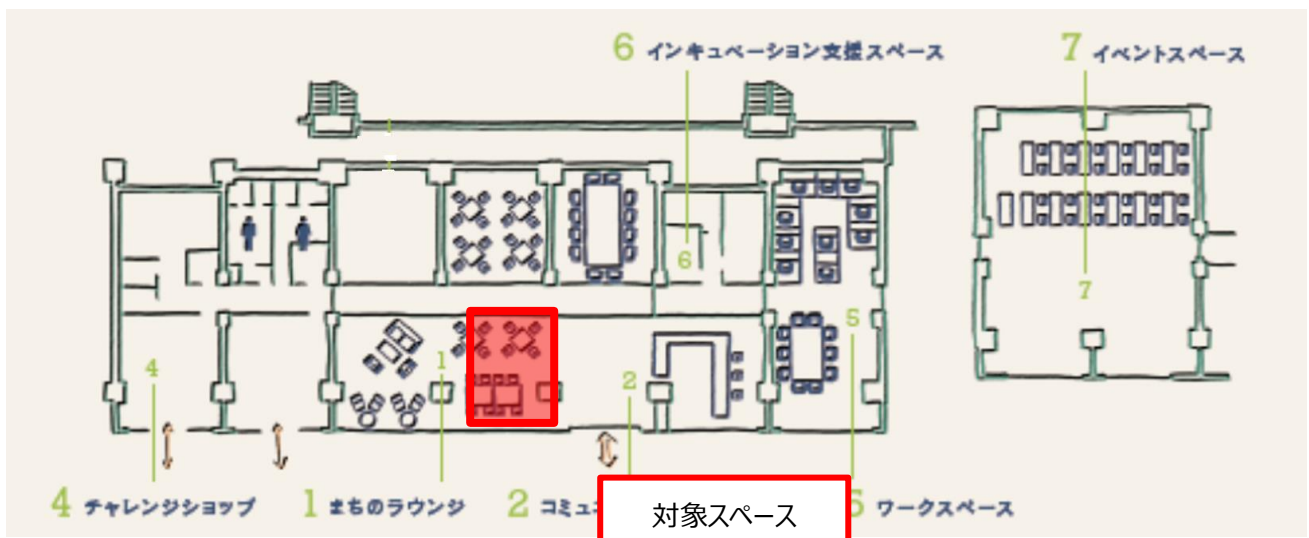 6 インキュベーション支援スペース
7 イベントスペース
6
7
4
1
2
5
4 チャレンジショップ
1 まちのラウンジ
2 コミュ
5 ワークスペース
対象スペース